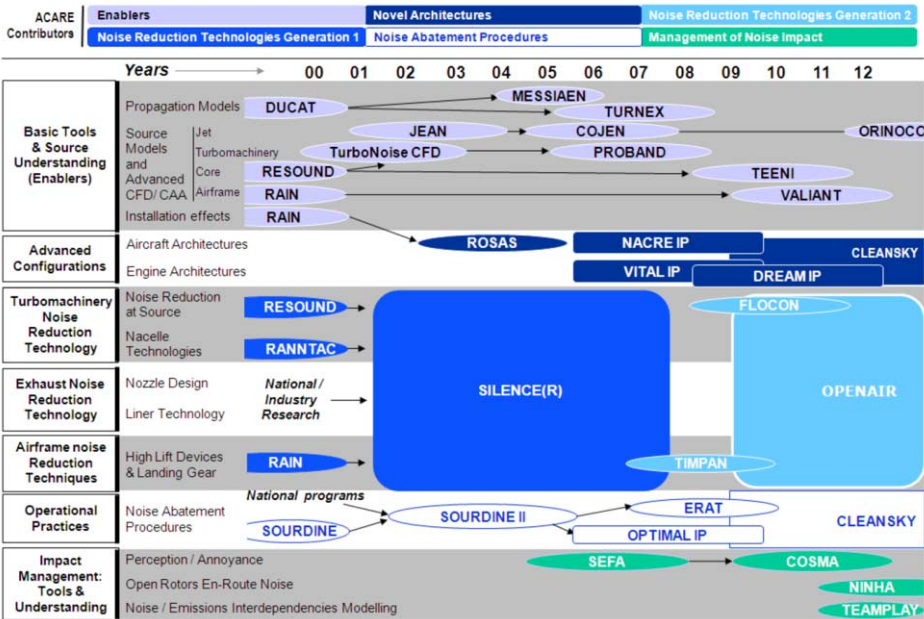 ACARE
Contributors
Enablers
Novel Architectures
Noise Reduction Technologies Generation 2
Noise Reduction Technologies Generation 1
Noise Abatement Procedures
Management of Noise Impact
Years 00 01 02 03 04 05 06 07 08 09 10 11 12
Basic Tools
& Source
Understanding
(Enablers)
Propagation Models
DUCAT
MESSIAEN
TURNEX
Source
Models
and
Advanced
CFD/ CAA
Jet
JEAN
COJEN
ORINOCO
Turbomachinery
TurboNoise CFD
PROBAND
Core
RESOUND
TEENI
Airframe
RAIN
VALIANT
Installation effects
RAIN
Advanced
Configurations
Aircraft Architectures
ROSAS
NACRE IP
CLEANSKY
Engine Architectures
VITAL IP
DREAM IP
Turbomachinery
Noise
Reduction
Technology
Noise Reduction
at Source
RESOUND
FLOCON
Nacelle
Technologies
RANNTAC
Exhaust Noise
Reduction
Technology
Nozzle Design
Liner Technology
National /
Industry
Research
SILENCE(R)
OPENAIR
Airframe noise
Reduction
Techniques
High Lift Devices
& Landing Gear
RAIN
TIMPAN
Operational
Practices
Noise Abatement
Procedures
National programs
SOURDINE
SOURDINE II
ERAT
OPTIMAL IP
CLEANSKY
Impact
Management:
Tools &
Understanding
Perception / Annoyance
SEFA
COSMA
Open Rotors En-Route Noise
NINHA
Noise / Emissions Interdependencies Modelling
TEAMPLAY